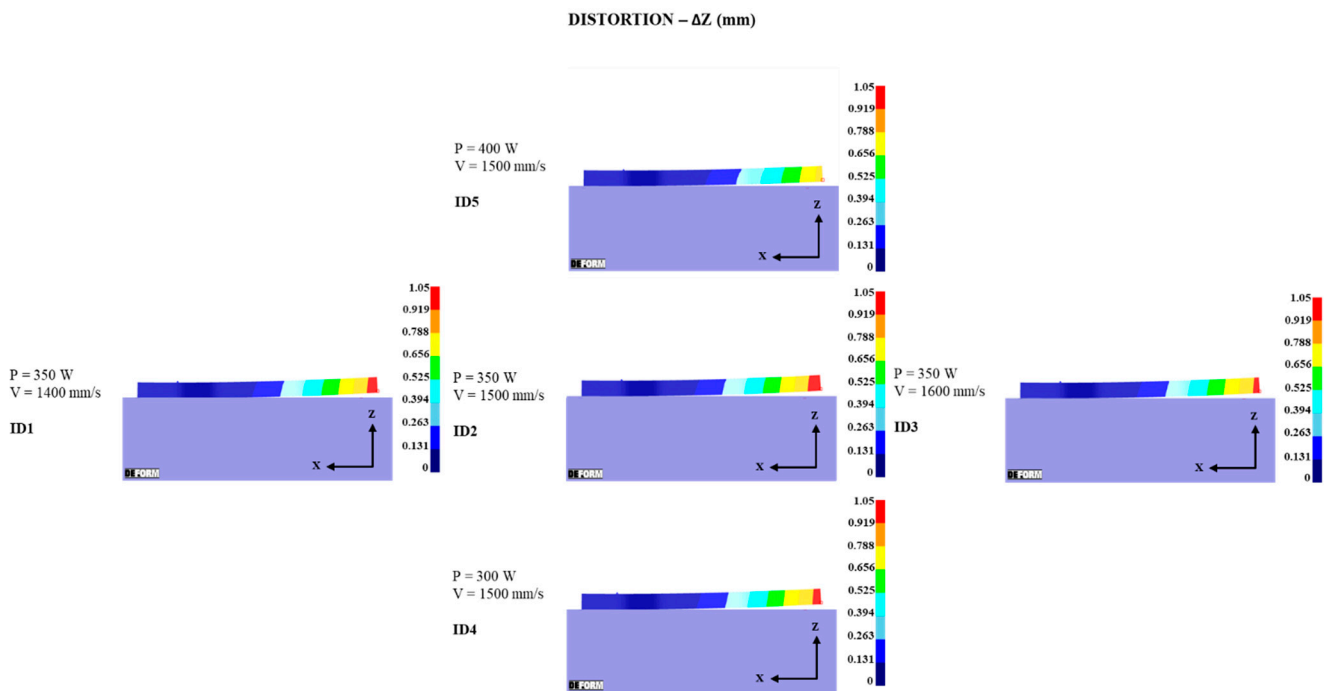 DISTORTION – ΔZ (mm)
P = 400 W
V = 1500 mm/s
ID5
1.05
0.919
0.788
0.656
0.525
0.394
0.263
0.131
0
Z
X
DEFORM
P = 350 W
V = 1400 mm/s
ID1
1.05
0.919
0.788
0.656
0.525
0.394
0.263
0.131
0
Z
X
DEFORM
P = 350 W
V = 1500 mm/s
ID2
1.05
0.919
0.788
0.656
0.525
0.394
0.263
0.131
0
Z
X
DEFORM
P = 350 W
V = 1600 mm/s
ID3
1.05
0.919
0.788
0.656
0.525
0.394
0.263
0.131
0
Z
X
DEFORM
P = 300 W
V = 1500 mm/s
ID4
1.05
0.919
0.788
0.656
0.525
0.394
0.263
0.131
0
Z
X
DEFORM